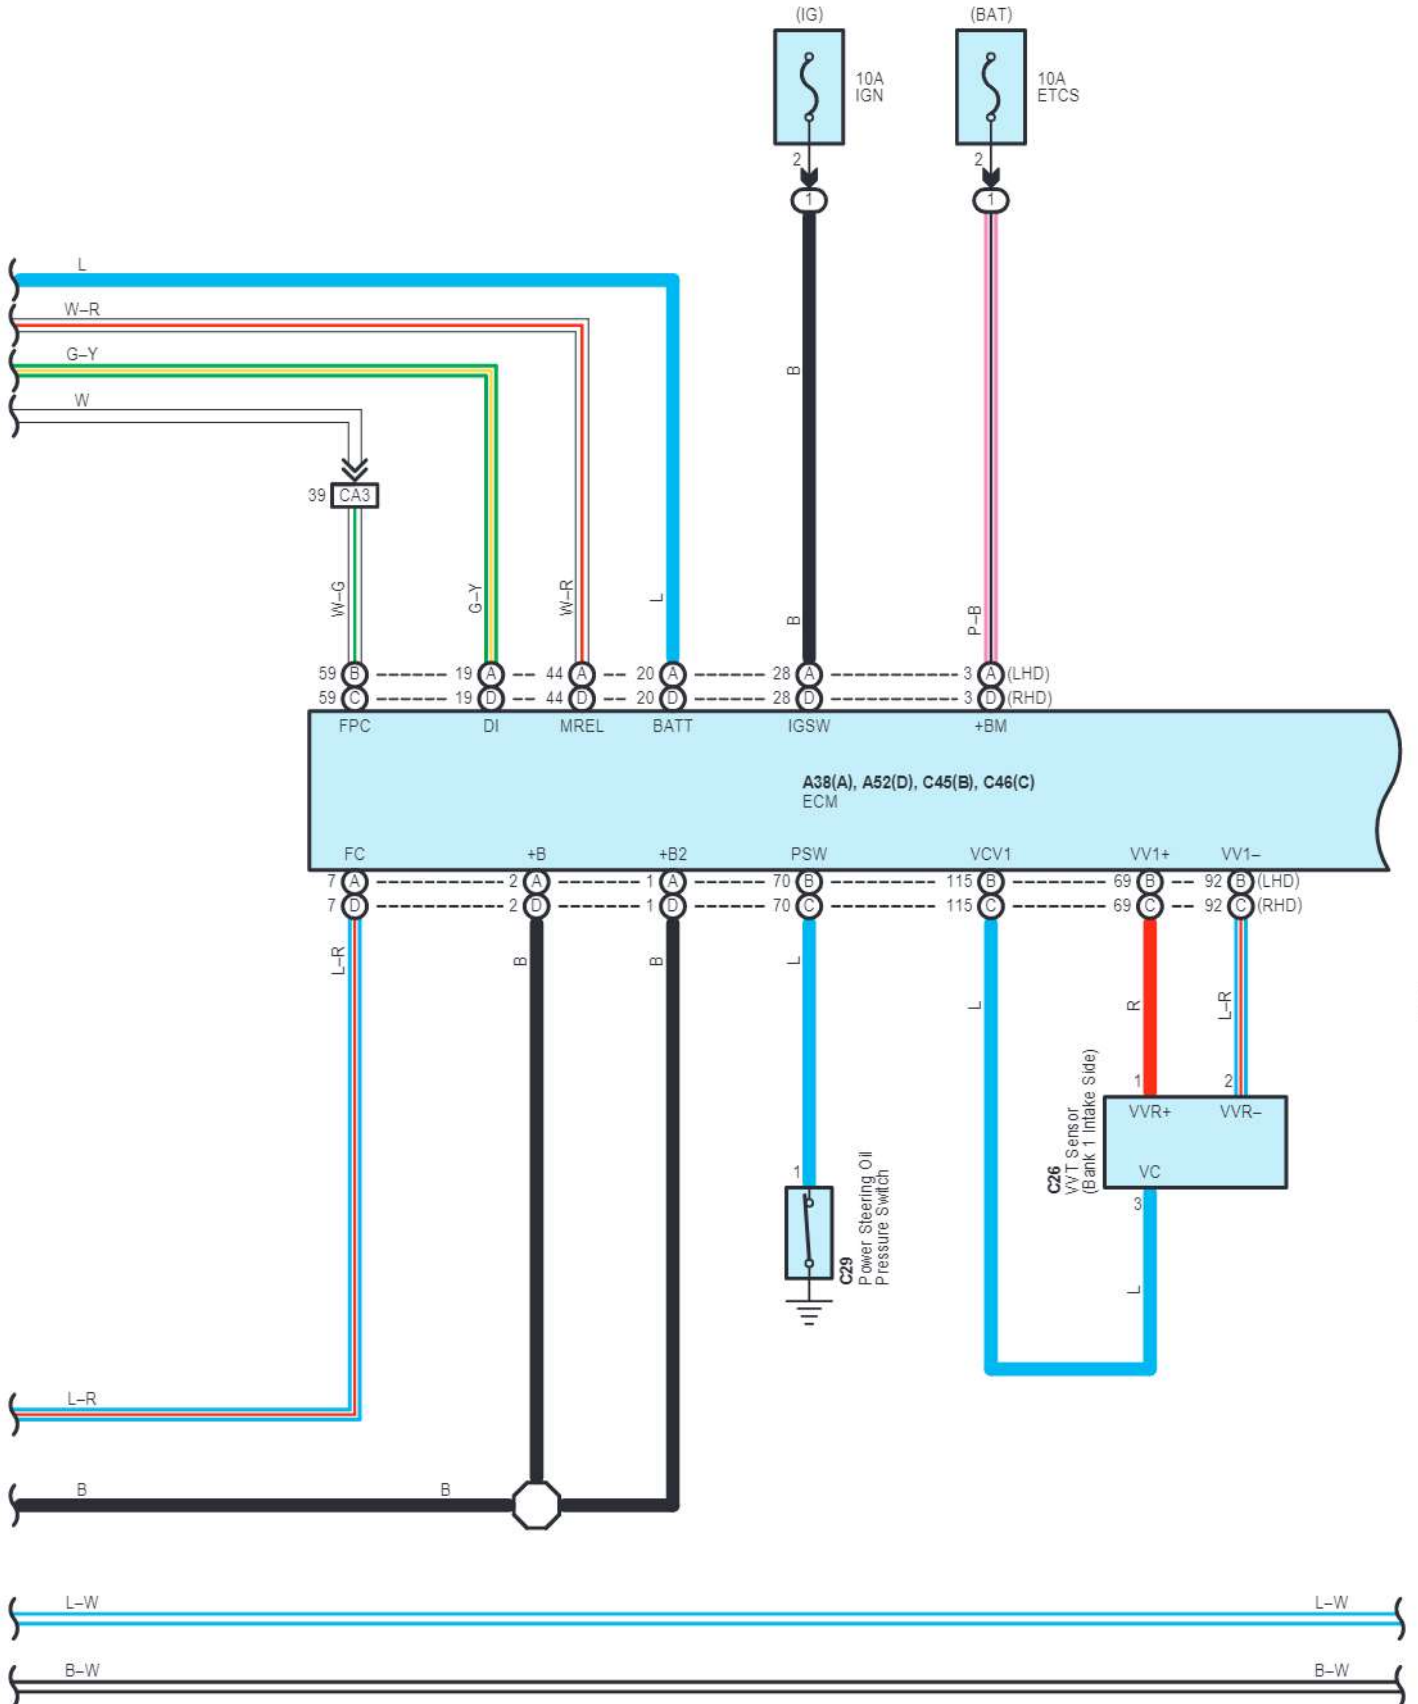 (IG)
(BAT)
10A
IGN
10A
ETCS
2
2
1
1
L
W–R
G–Y
W
B
39 CA3
W–G
G–Y
W–R
L
B
P–B
59 B 19 A 44 A 20 A 28 A 3 A (LHD)
59 C 19 D 44 D 20 D 28 D 3 D (RHD)
FPC DI MREL BATT IGSW +BM
A38(A), A52(D), C45(B), C46(C)
ECM
FC +B +B2 PSW VCV1 VV1+ VV1–
7 A 2 A 1 A 70 B 115 B 69 B 92 B (LHD)
7 D 2 D 1 D 70 C 115 C 69 C 92 C (RHD)
L–R
B
B
L
L
R
L–R
1
2
VVR+ VVR–
VC
3
C26
VVT Sensor
(Bank 1 Intake Side)
1
C29
Power Steering Oil
Pressure Switch
L
L–R
B
B
L–W
L–W
B–W
B–W